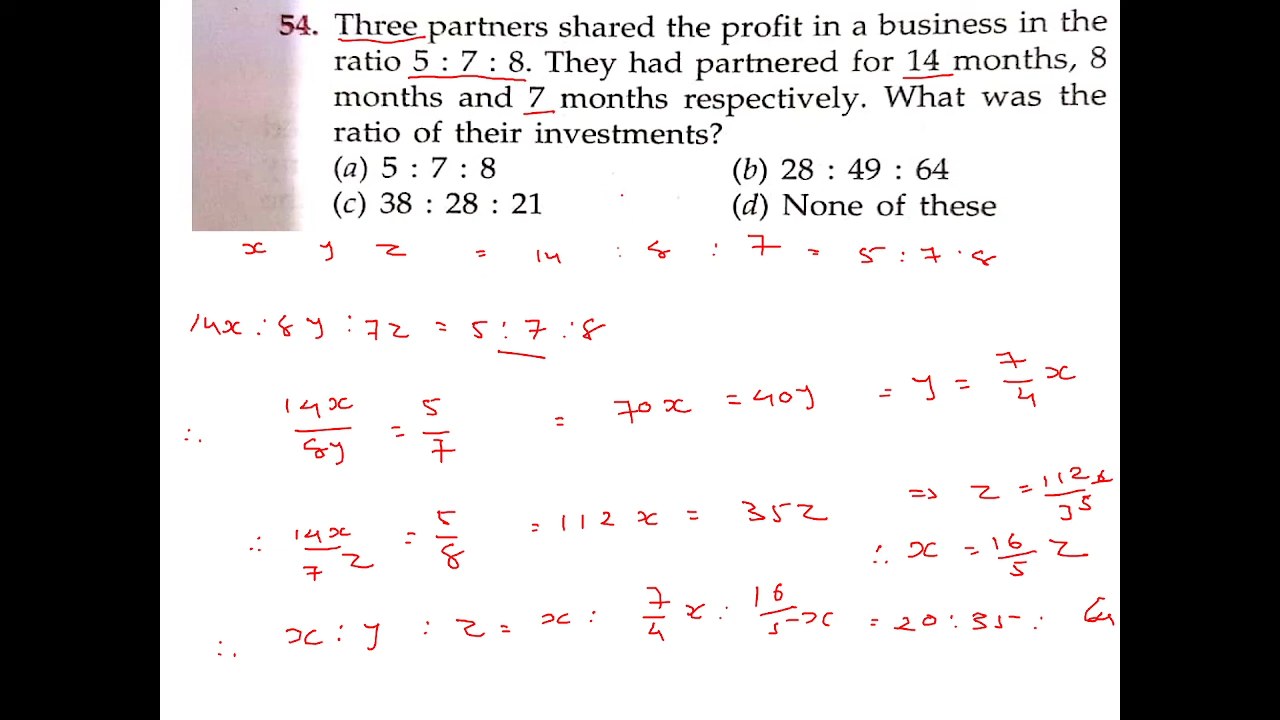 54. Three partners shared the profit in a business in the
ratio 5 : 7 : 8. They had partnered for 14 months, 8
months and 7 months respectively. What was the
ratio of their investments?
(a) 5 : 7 : 8 (b) 28 : 49 : 64
(c) 38 : 28 : 21 (d) None of these
x y z = 14 : 8 : 7 = 5 : 7 . 8
14x : 8y : 7z = 5 : 7 : 8
∴ 14x/8y = 5/7 = 70x = 40y = y = 7/4 x
∴ 14x/7z = 5/8 = 112x = 35z ⇒ z = 112x/35
∴ x = 16/5 z
∴ x : y : z = x : 7/4 x : 16/5 x = 20 : 35 :